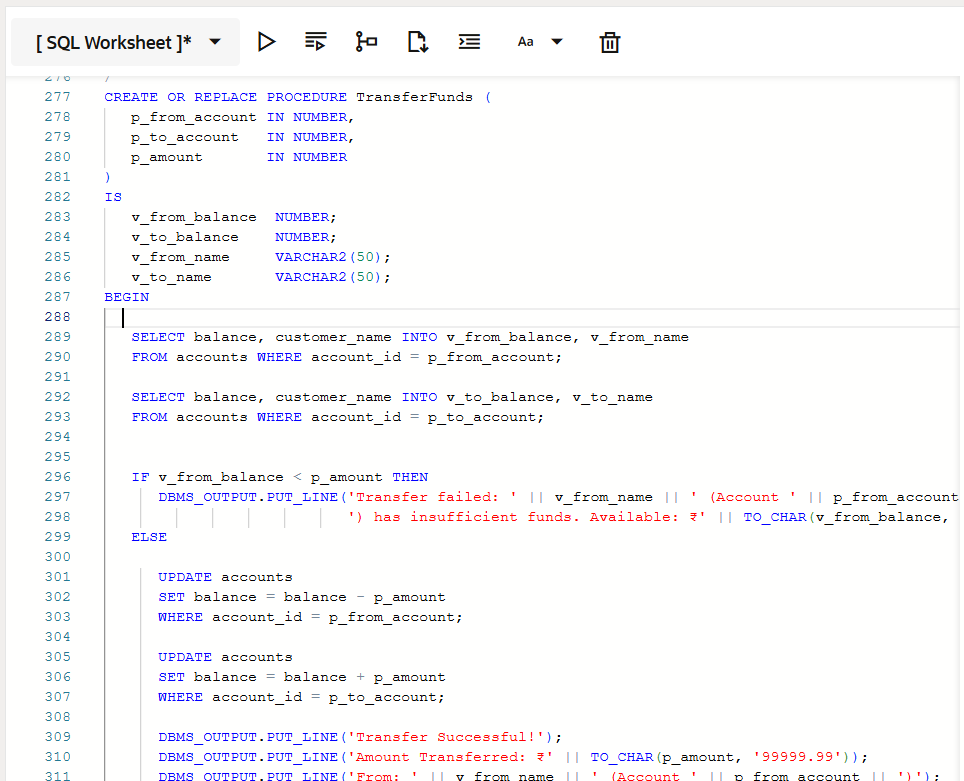 [ SQL Worksheet ]*
Aa
276 /
277 CREATE OR REPLACE PROCEDURE TransferFunds (
278 p_from_account IN NUMBER,
279 p_to_account IN NUMBER,
280 p_amount IN NUMBER
281 )
282 IS
283 v_from_balance NUMBER;
284 v_to_balance NUMBER;
285 v_from_name VARCHAR2(50);
286 v_to_name VARCHAR2(50);
287 BEGIN
288
289 SELECT balance, customer_name INTO v_from_balance, v_from_name
290 FROM accounts WHERE account_id = p_from_account;
291
292 SELECT balance, customer_name INTO v_to_balance, v_to_name
293 FROM accounts WHERE account_id = p_to_account;
294
295
296 IF v_from_balance < p_amount THEN
297 DBMS_OUTPUT.PUT_LINE('Transfer failed: ' || v_from_name || ' (Account ' || p_from_account
298 ') has insufficient funds. Available: ₹' || TO_CHAR(v_from_balance,
299 ELSE
300
301 UPDATE accounts
302 SET balance = balance - p_amount
303 WHERE account_id = p_from_account;
304
305 UPDATE accounts
306 SET balance = balance + p_amount
307 WHERE account_id = p_to_account;
308
309 DBMS_OUTPUT.PUT_LINE('Transfer Successful!');
310 DBMS_OUTPUT.PUT_LINE('Amount Transferred: ₹' || TO_CHAR(p_amount, '99999.99'));
311 DBMS_OUTPUT.PUT_LINE('From: ' || v_from_name || ' (Account ' || p_from_account || ')');